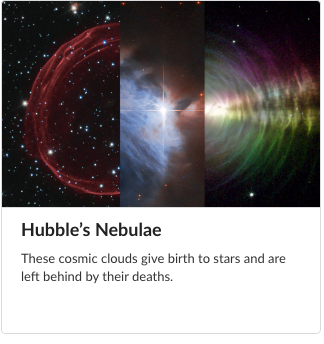 Hubble’s Nebulae
These cosmic clouds give birth to stars and are
left behind by their deaths.